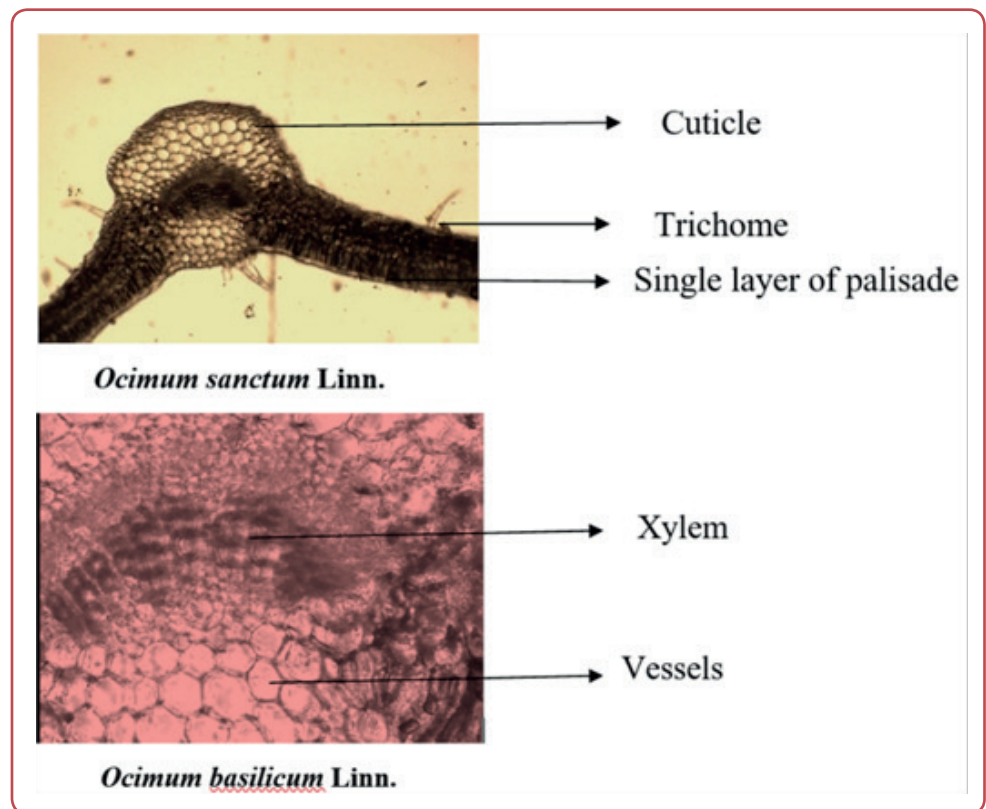 Cuticle
Trichome
Single layer of palisade
Ocimum sanctum Linn.
Xylem
Vessels
Ocimum basilicum Linn.